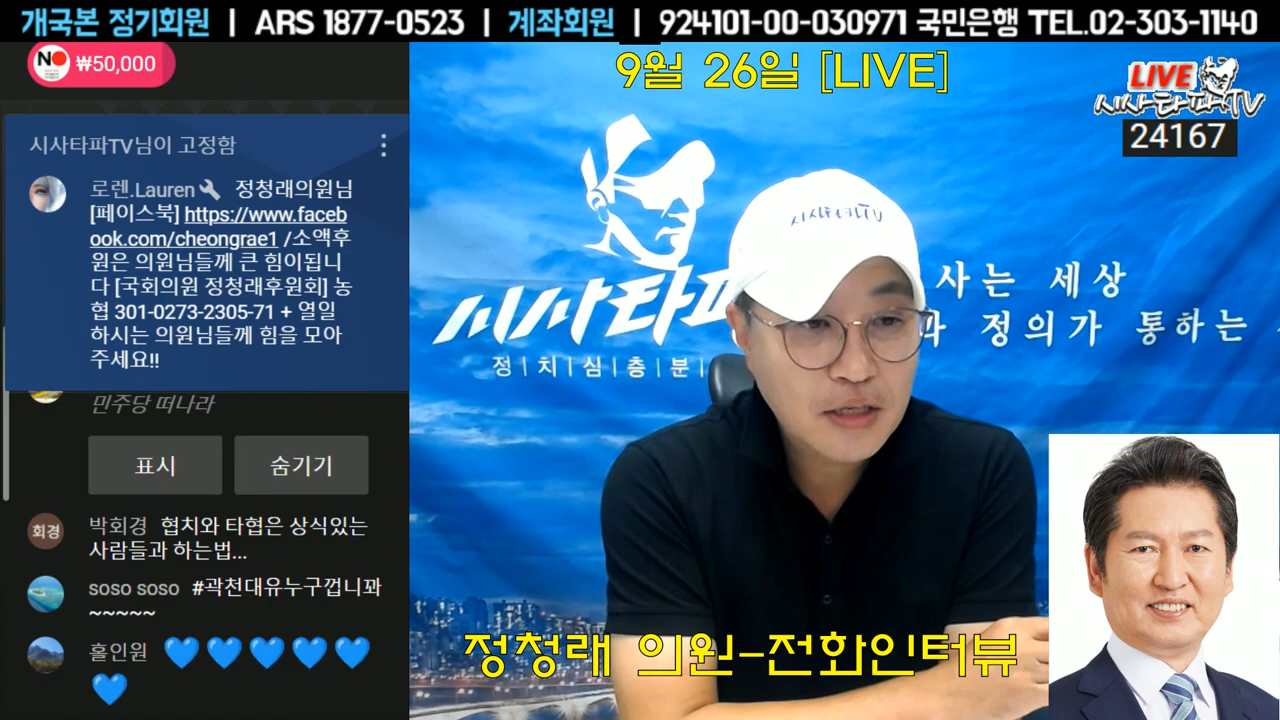 개국본 정기회원 | ARS 1877-0523 | 계좌회원 | 924101-00-030971 국민은행 TEL.02-303-1140
NO ₩50,000
9월 26일 [LIVE]
LIVE
시사타파TV
24167
시사타파TV님이 고정함
로렌.Lauren 정청래의원님
[페이스북] https://www.faceb
ook.com/cheongrae1 /소액후
원은 의원님들께 큰 힘이됩니
다 [국회의원 정청래후원회] 농
협 301-0273-2305-71 + 열일
하시는 의원님들께 힘을 모아
주세요!!
민주당 떠나라
표시 숨기기
회경 박회경 협치와 타협은 상식있는
사람들과 하는법...
soso soso #곽천대유누구껍니꽈
~~~~~
홀인원 💙💙💙💙💙
💙
시사타파TV
시사타파
정|치|심|층|분|
사는 세상
정의가 통하는
정청래 의원-전화인터뷰